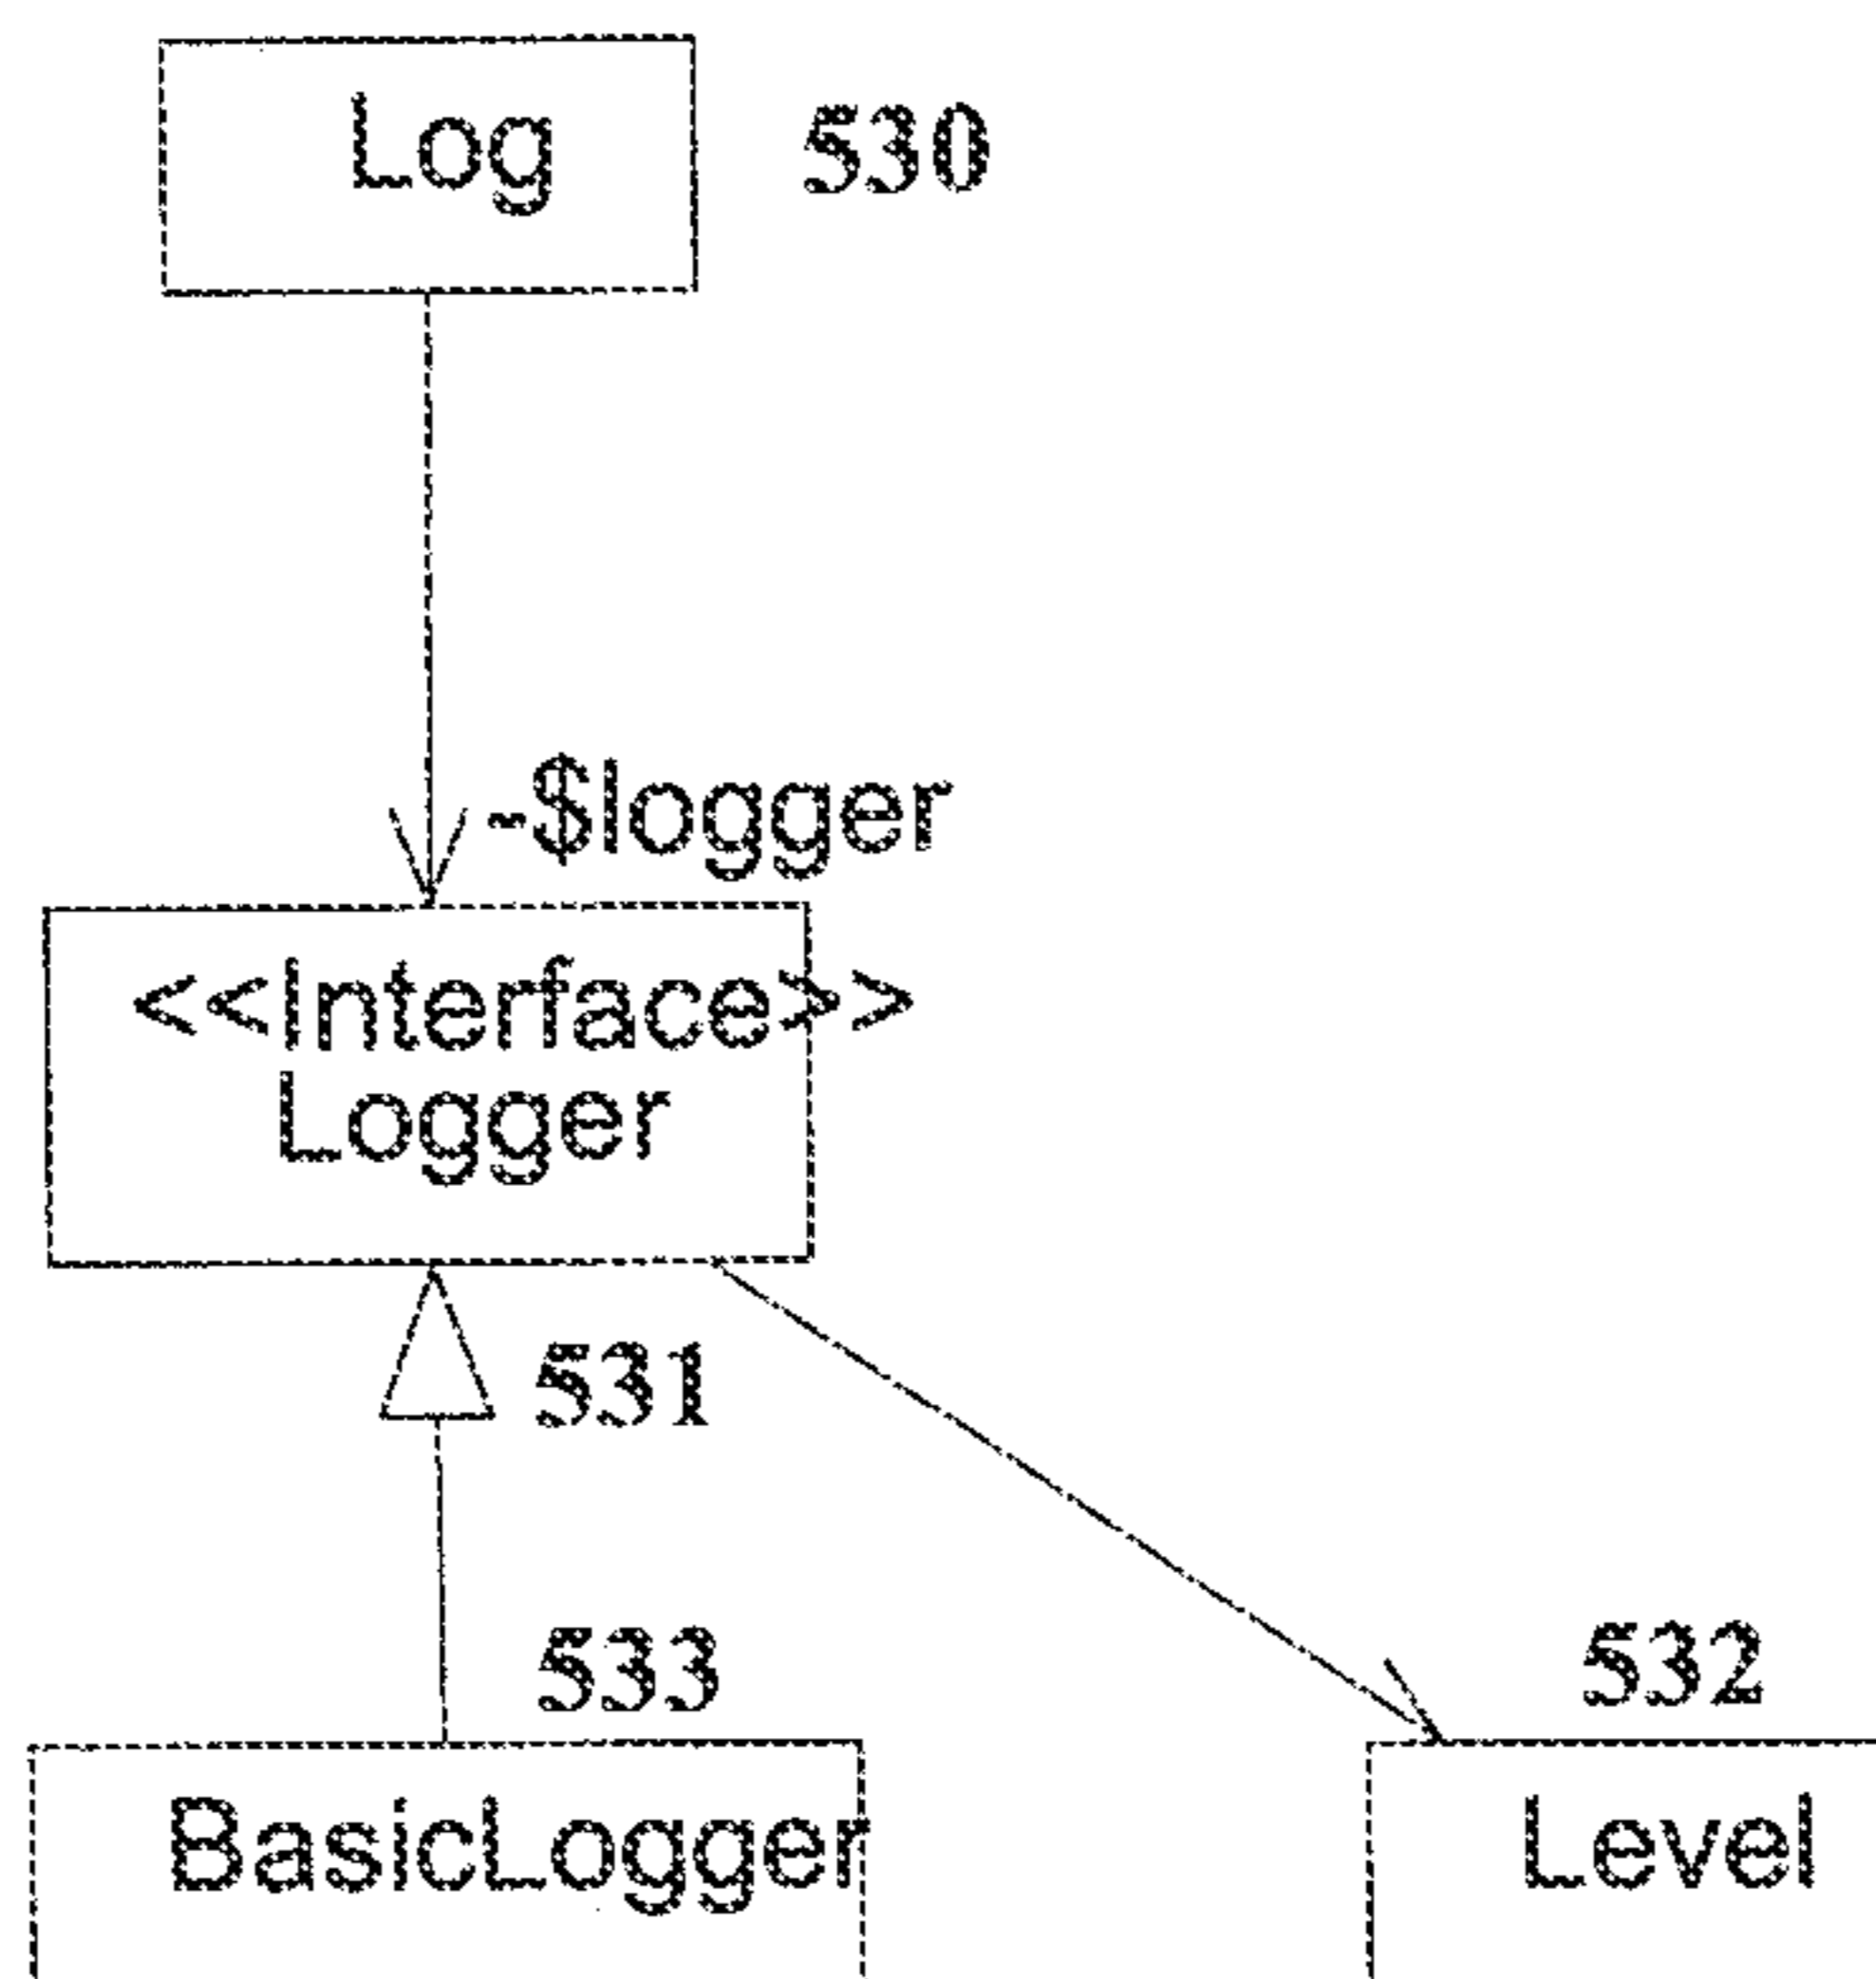 Log
530
-$logger
<<Interface>>
Logger
531
533
532
BasicLogger
Level